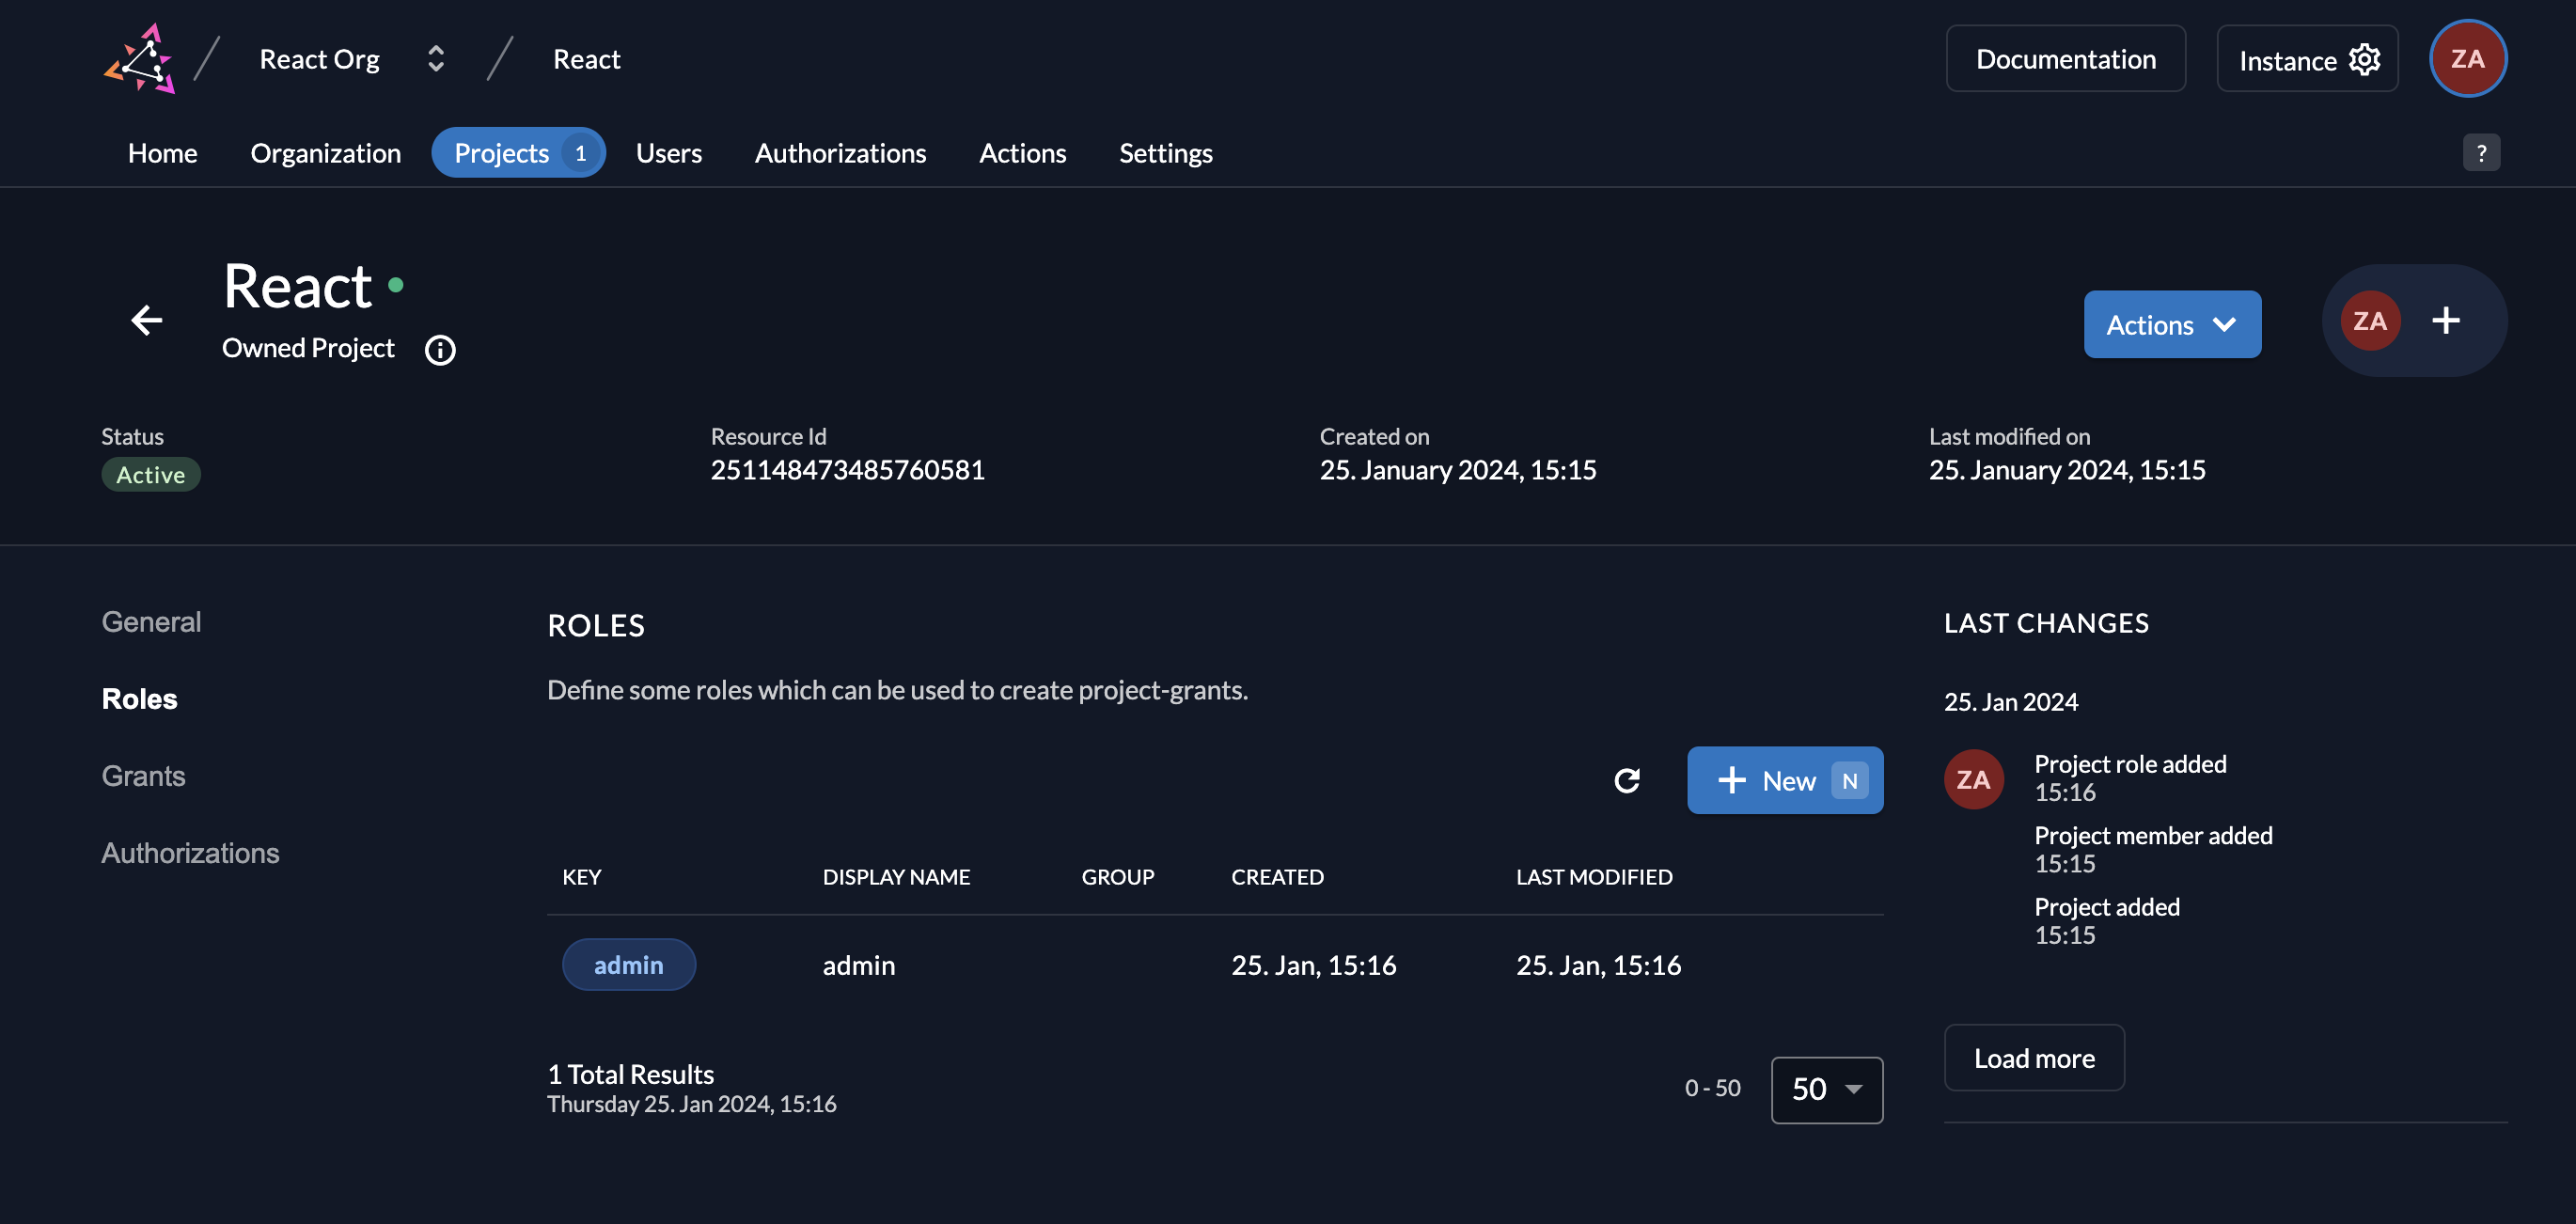 React Org
React
Documentation
Instance
ZA
Home
Organization
Projects 1
Users
Authorizations
Actions
Settings
?
React
Owned Project
Actions
ZA
Status
Active
Resource Id
251148473485760581
Created on
25. January 2024, 15:15
Last modified on
25. January 2024, 15:15
General
Roles
Grants
Authorizations
ROLES
Define some roles which can be used to create project-grants.
New N
KEY DISPLAY NAME GROUP CREATED LAST MODIFIED
admin admin 25. Jan, 15:16 25. Jan, 15:16
1 Total Results
Thursday 25. Jan 2024, 15:16
0 - 50
50
LAST CHANGES
25. Jan 2024
ZA
Project role added
15:16
Project member added
15:15
Project added
15:15
Load more